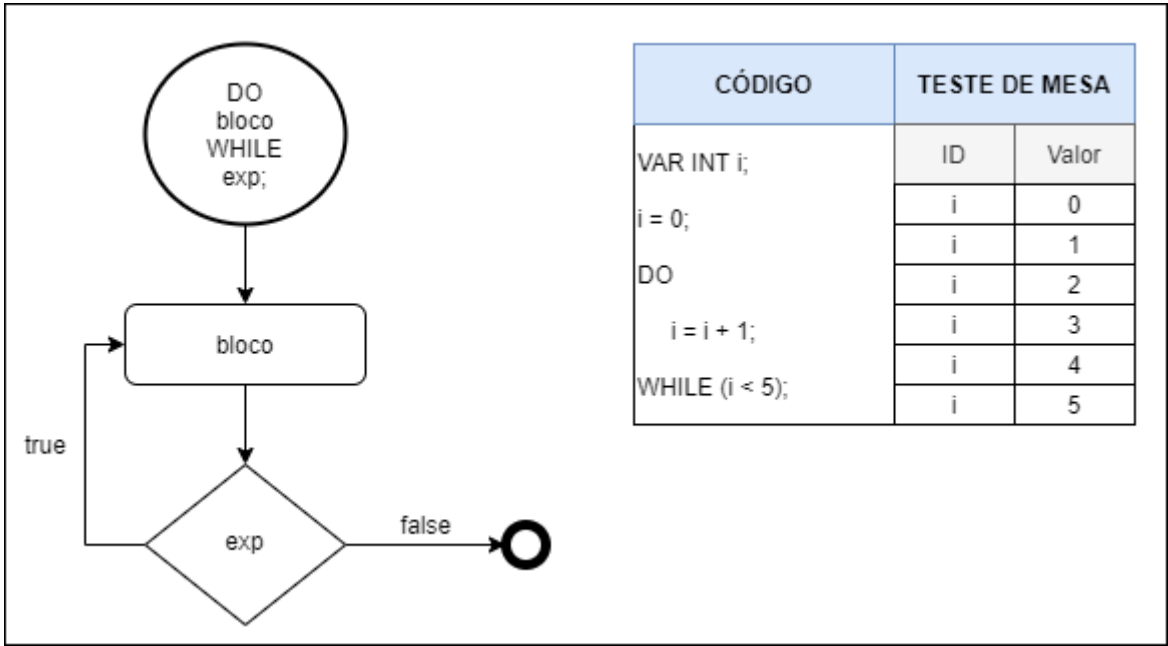 DO
bloco
WHILE
exp;
bloco
true
exp
false
CÓDIGO
TESTE DE MESA
VAR INT i;
i = 0;
DO
i = i + 1;
WHILE (i < 5);
ID Valor
i 0
i 1
i 2
i 3
i 4
i 5